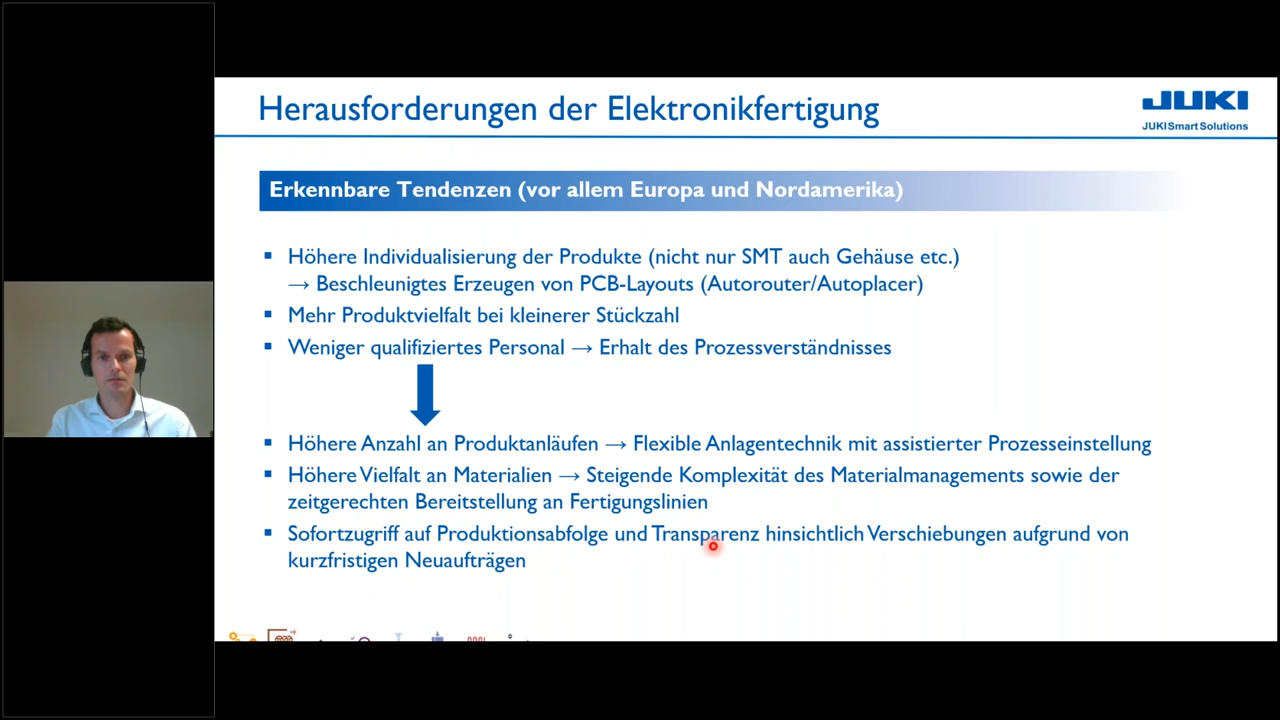 Herausforderungen der Elektronikfertigung
JUKI
JUKI Smart Solutions
Erkennbare Tendenzen (vor allem Europa und Nordamerika)
▪ Höhere Individualisierung der Produkte (nicht nur SMT auch Gehäuse etc.)
→ Beschleunigtes Erzeugen von PCB-Layouts (Autorouter/Autoplacer)
▪ Mehr Produktvielfalt bei kleinerer Stückzahl
▪ Weniger qualifiziertes Personal → Erhalt des Prozessverständnisses
▪ Höhere Anzahl an Produktanläufen → Flexible Anlagentechnik mit assistierter Prozesseinstellung
▪ Höhere Vielfalt an Materialien → Steigende Komplexität des Materialmanagements sowie der
zeitgerechten Bereitstellung an Fertigungslinien
▪ Sofortzugriff auf Produktionsabfolge und Transparenz hinsichtlich Verschiebungen aufgrund von
kurzfristigen Neuaufträgen